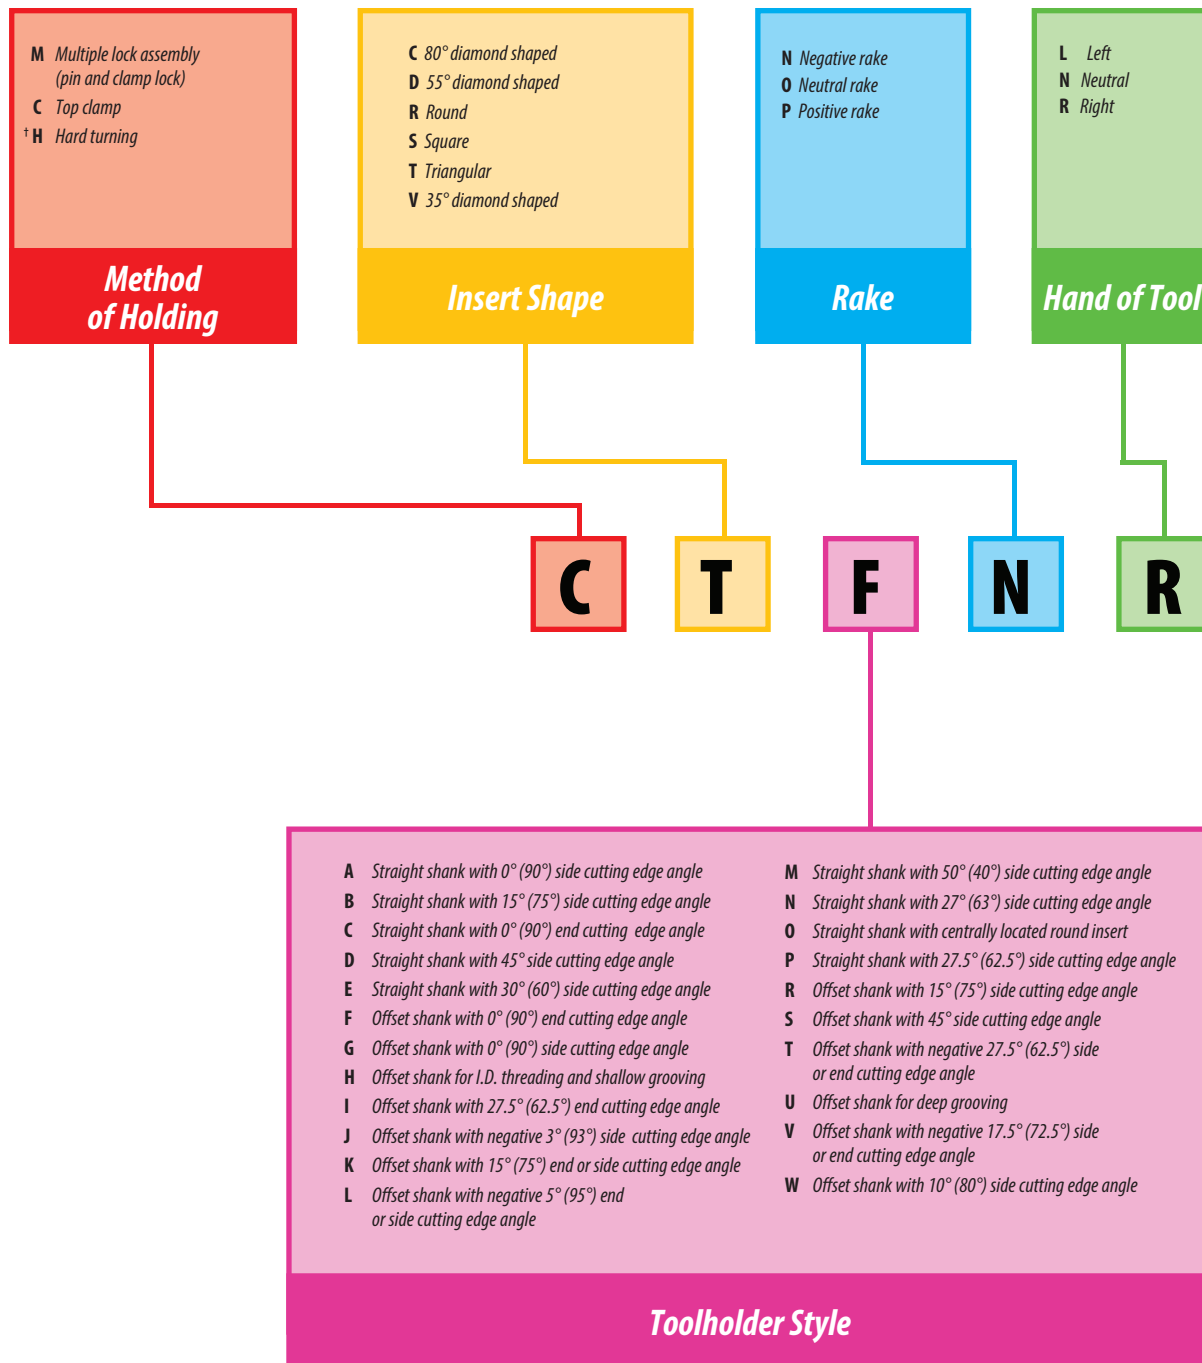 M Multiple lock assembly
(pin and clamp lock)
C Top clamp
† H Hard turning
Method
of Holding
C 80° diamond shaped
D 55° diamond shaped
R Round
S Square
T Triangular
V 35° diamond shaped
Insert Shape
N Negative rake
O Neutral rake
P Positive rake
Rake
L Left
N Neutral
R Right
Hand of Tool
C T F N R
A Straight shank with 0° (90°) side cutting edge angle
B Straight shank with 15° (75°) side cutting edge angle
C Straight shank with 0° (90°) end cutting edge angle
D Straight shank with 45° side cutting edge angle
E Straight shank with 30° (60°) side cutting edge angle
F Offset shank with 0° (90°) end cutting edge angle
G Offset shank with 0° (90°) side cutting edge angle
H Offset shank for I.D. threading and shallow grooving
I Offset shank with 27.5° (62.5°) end cutting edge angle
J Offset shank with negative 3° (93°) side cutting edge angle
K Offset shank with 15° (75°) end or side cutting edge angle
L Offset shank with negative 5° (95°) end
or side cutting edge angle
M Straight shank with 50° (40°) side cutting edge angle
N Straight shank with 27° (63°) side cutting edge angle
O Straight shank with centrally located round insert
P Straight shank with 27.5° (62.5°) side cutting edge angle
R Offset shank with 15° (75°) side cutting edge angle
S Offset shank with 45° side cutting edge angle
T Offset shank with negative 27.5° (62.5°) side
or end cutting edge angle
U Offset shank for deep grooving
V Offset shank with negative 17.5° (72.5°) side
or end cutting edge angle
W Offset shank with 10° (80°) side cutting edge angle
Toolholder Style